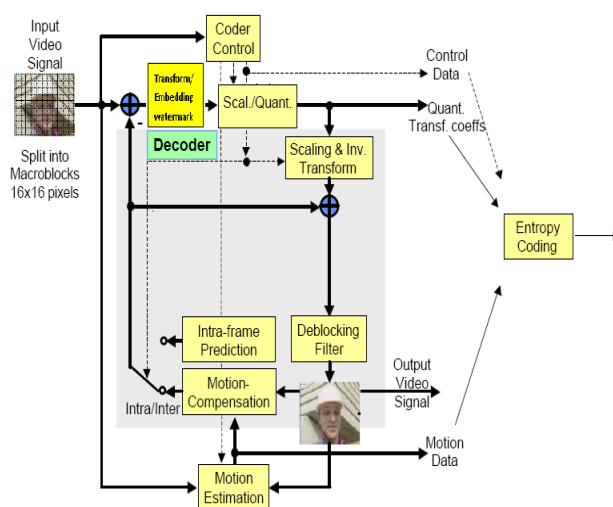 Input
Video
Signal
Split into
Macroblocks
16x16 pixels
Coder
Control
Transform/
Embedding
watermark
-
Scal./Quant.
Decoder
Scaling & Inv.
Transform
Control
Data
Quant.
Transf. coeffs
Entropy
Coding
Intra-frame
Prediction
Deblocking
Filter
Motion-
Compensation
Intra/Inter
Output
Video
Signal
Motion
Data
Motion
Estimation